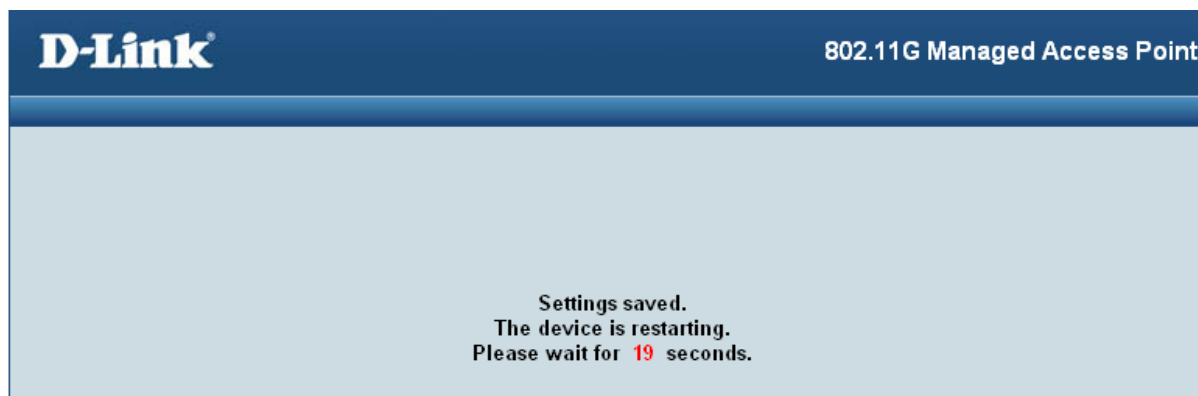 D-Link®
802.11G Managed Access Point
Settings saved.
The device is restarting.
Please wait for 19 seconds.